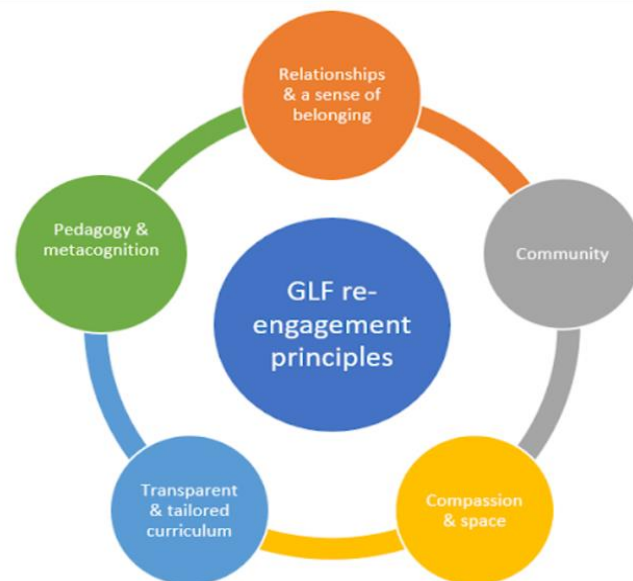 Relationships
& a sense of
belonging
Pedagogy &
metacognition
Community
GLF re-
engagement
principles
Transparent
& tailored
curriculum
Compassion
& space